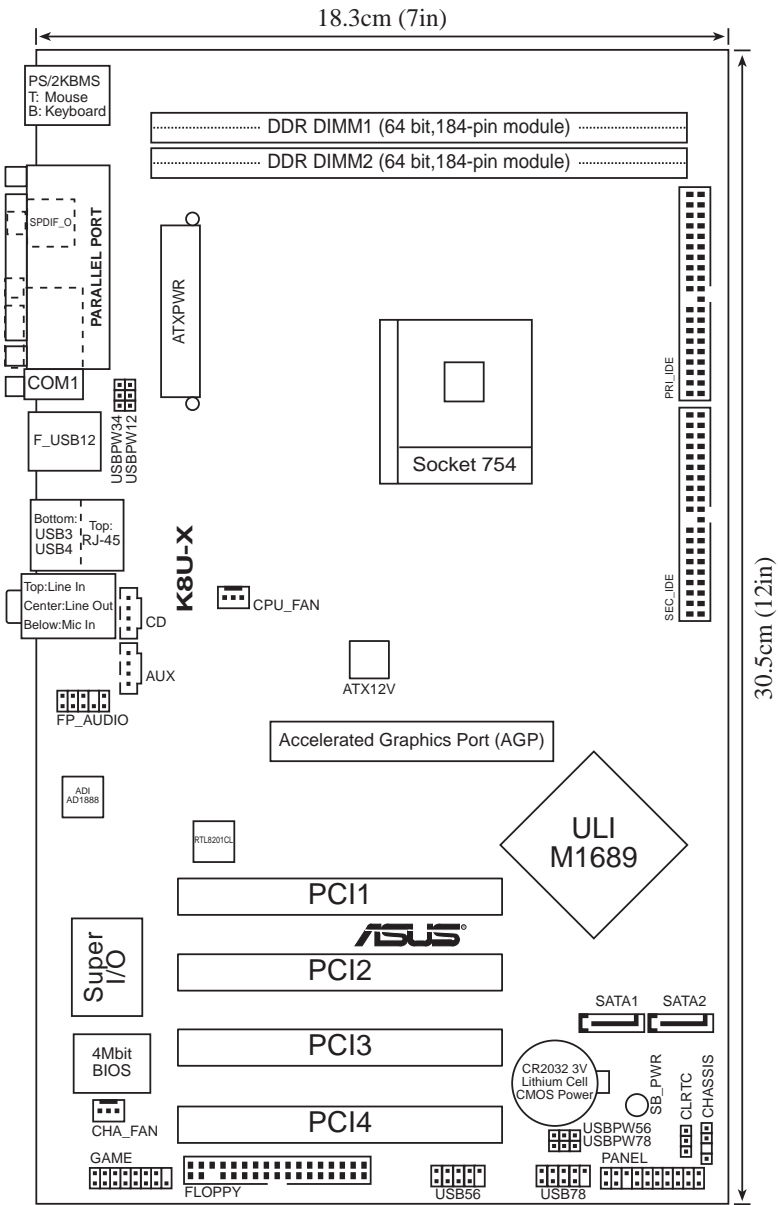 18.3cm (7in)
PS/2KBMS
T: Mouse
B: Keyboard
DDR DIMM1 (64 bit,184-pin module)
DDR DIMM2 (64 bit,184-pin module)
SPDIF_O
PARALLEL PORT
ATXPWR
PRI_IDE
COM1
USBPW34
USBPW12
F_USB12
Socket 754
Bottom:
USB3
USB4
Top:
RJ-45
K8U-X
SEC_IDE
30.5cm (12in)
Top:Line In
Center:Line Out
Below:Mic In
CD
CPU_FAN
AUX
ATX12V
FP_AUDIO
Accelerated Graphics Port (AGP)
ADI
AD1888
RTL8201CL
ULI
M1689
PCI1
ASUS
®
Super
I/O
PCI2
SATA1
SATA2
PCI3
4Mbit
BIOS
CR2032 3V
Lithium Cell
CMOS Power
SB_PWR
CLRTC
CHASSIS
CHA_FAN
PCI4
USBPW56
USBPW78
GAME
FLOPPY
USB56
USB78
PANEL